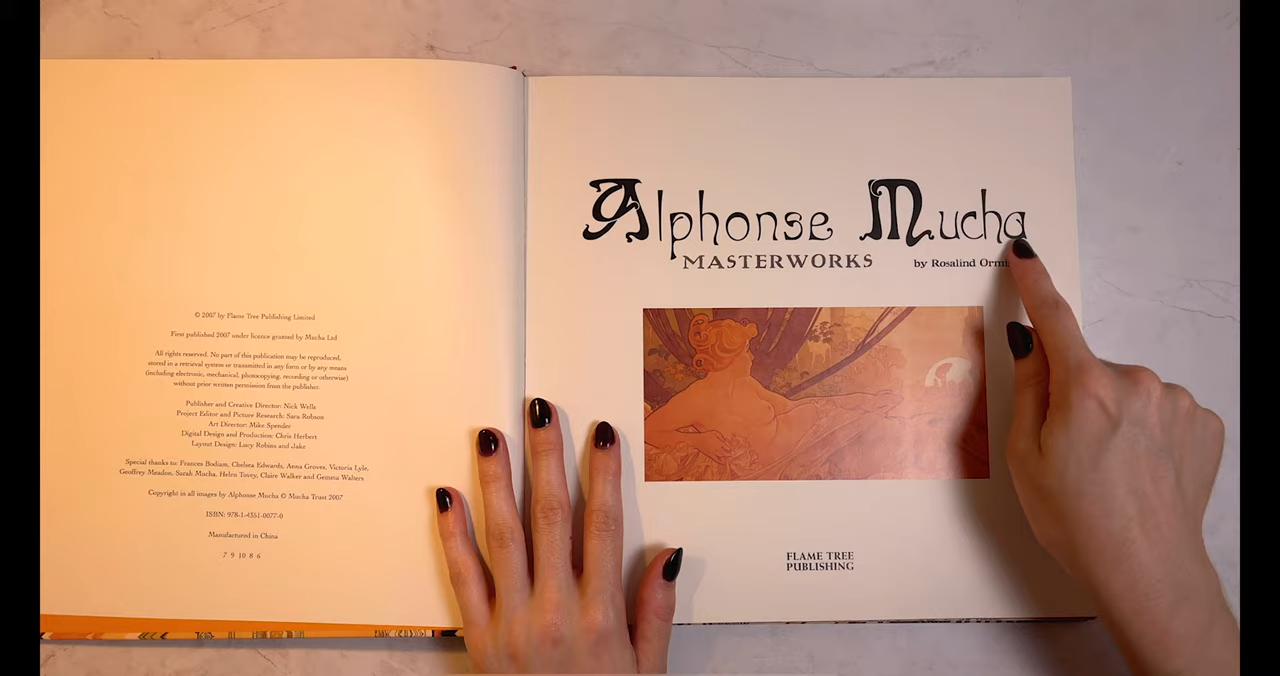 © 2007 by Flame Tree Publishing Limited
First published 2007 under licence granted by Mucha Ltd
All rights reserved. No part of this publication may be reproduced,
stored in a retrieval system or transmitted in any form or by any means
(including electronic, mechanical, photocopying, recording or otherwise)
without prior written permission from the publisher.
Publisher and Creative Director: Nick Wells
Project Editor and Picture Research: Sara Robson
Art Director: Mike Spender
Digital Design and Production: Chris Herbert
Layout Design: Lucy Robins and Jake
Special thanks to: Frances Bodiam, Chelsea Edwards, Anna Groves, Victoria Lyle,
Geoffrey Meadon, Sarah Mucha, Helen Tovey, Claire Walker and Gemma Walters
Copyright in all images by Alphonse Mucha © Mucha Trust 2007
ISBN: 978-1-4351-0077-0
Manufactured in China
7 9 10 8 6
Alphonse Mucha
MASTERWORKS
by Rosalind
FLAME TREE
PUBLISHING